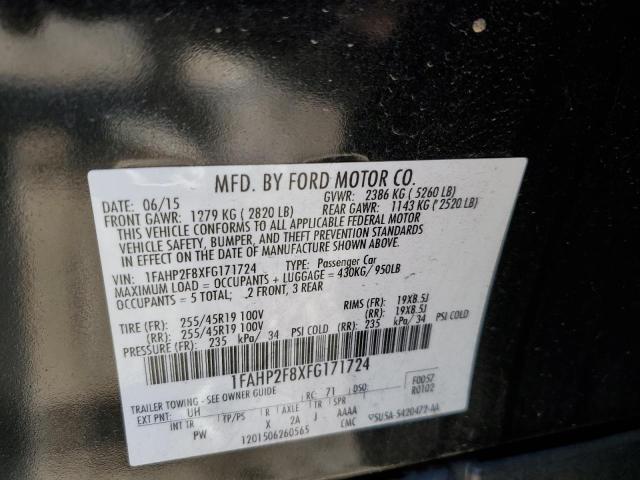 MFD. BY FORD MOTOR CO.
DATE: 06/15 GVWR: 2386 KG ( 5260 LB)
FRONT GAWR: 1279 KG ( 2820 LB) REAR GAWR: 1143 KG ( 2520 LB)
THIS VEHICLE CONFORMS TO ALL APPLICABLE FEDERAL MOTOR
VEHICLE SAFETY, BUMPER, AND THEFT PREVENTION STANDARDS
IN EFFECT ON THE DATE OF MANUFACTURE SHOWN ABOVE.
VIN: 1FAHP2F8XFG171724 TYPE: Passenger Car
MAXIMUM LOAD = OCCUPANTS + LUGGAGE = 430KG/ 950LB
OCCUPANTS = 5 TOTAL; 2 FRONT, 3 REAR
TIRE (FR): 255/45R19 100V RIMS (FR): 19X8.5J
(RR): 255/45R19 100V (RR): 19X8.5J
PRESSURE (FR): 235 kPa/ 34 PSI COLD (RR): 235 kPa/ 34 PSI COLD
1FAHP2F8XFG171724
TRAILER TOWING - SEE OWNER GUIDE RC: 71 DSO: F0057
EXT PNT: UH R0102
INT TR TP/PS R AXLE TR SPR
PW X 2A J AAAA
1201506260565 CMC